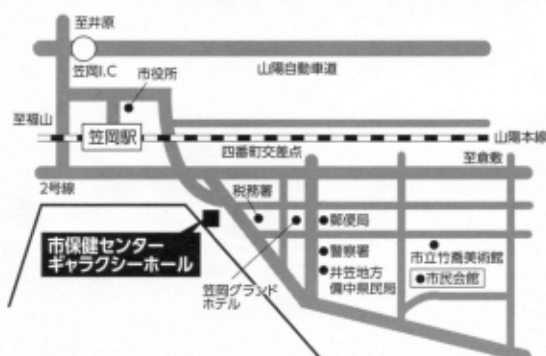 至井原
笠岡I.C
市役所
山陽自動車道
至福山
笠岡駅
山陽本線
四番町交差点
至倉敷
2号線
税務署
郵便局
市保健センター
ギャラクシーホール
警察署
市立竹喬美術館
井笠地方
備中県民局
市民会館
笠岡グランド
ホテル